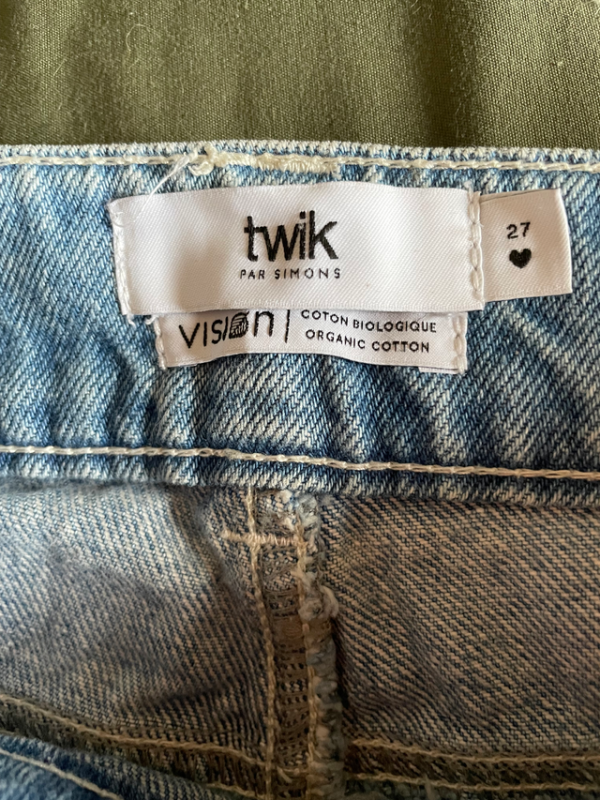 twik
PAR SIMONS
27
VISION
COTON BIOLOGIQUE
ORGANIC COTTON